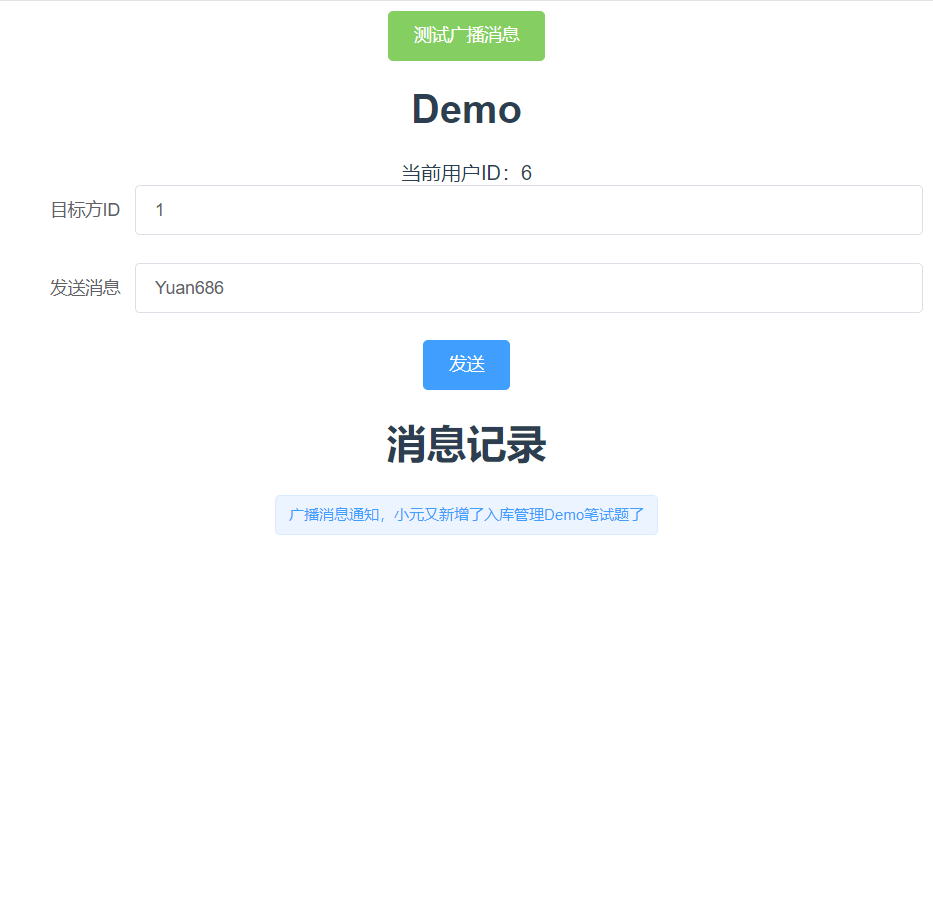 测试广播消息
Demo
当前用户ID：6
目标方ID 1
发送消息 Yuan686
发送
消息记录
广播消息通知，小元又新增了入库管理Demo笔试题了